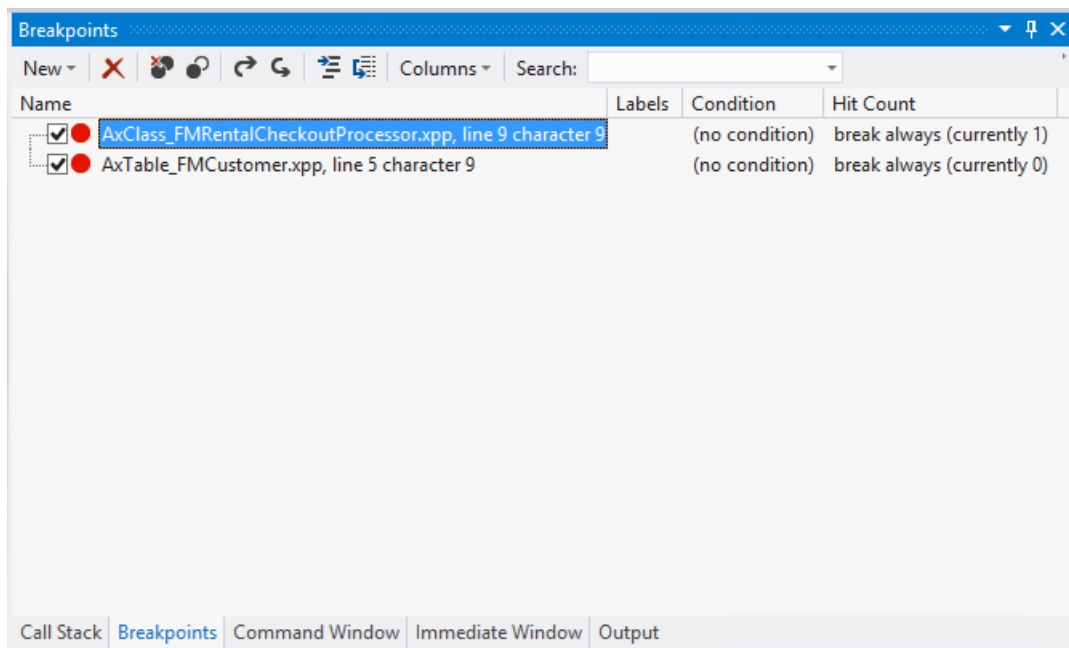 Breakpoints
New Columns Search:
Name Labels Condition Hit Count
AxClass_FMRentalCheckoutProcessor.xpp, line 9 character 9 (no condition) break always (currently 1)
AxTable_FMCustomer.xpp, line 5 character 9 (no condition) break always (currently 0)
Call Stack Breakpoints Command Window Immediate Window Output